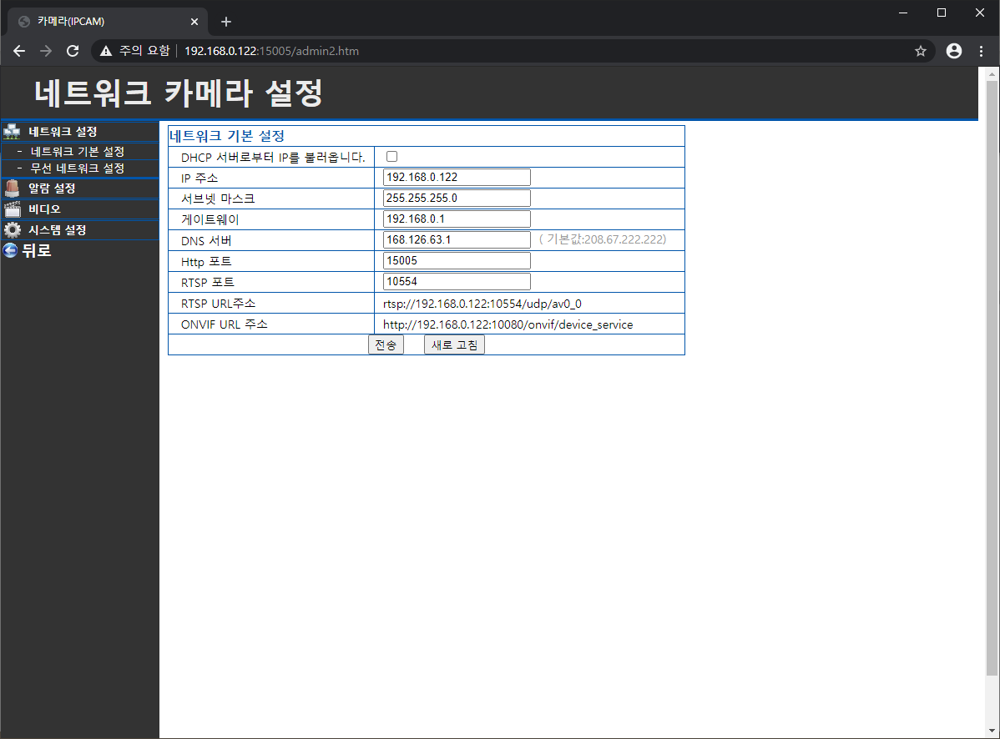 카메라(IPCAM)
주의 요함 192.168.0.122:15005/admin2.htm
네트워크 카메라 설정
네트워크 설정
- 네트워크 기본 설정
- 무선 네트워크 설정
알람 설정
비디오
시스템 설정
뒤로
네트워크 기본 설정
DHCP 서버로부터 IP를 불러옵니다.
IP 주소 192.168.0.122
서브넷 마스크 255.255.255.0
게이트웨이 192.168.0.1
DNS 서버 168.126.63.1 ( 기본값:208.67.222.222)
Http 포트 15005
RTSP 포트 10554
RTSP URL주소 rtsp://192.168.0.122:10554/udp/av0_0
ONVIF URL 주소 http://192.168.0.122:10080/onvif/device_service
전송 새로 고침